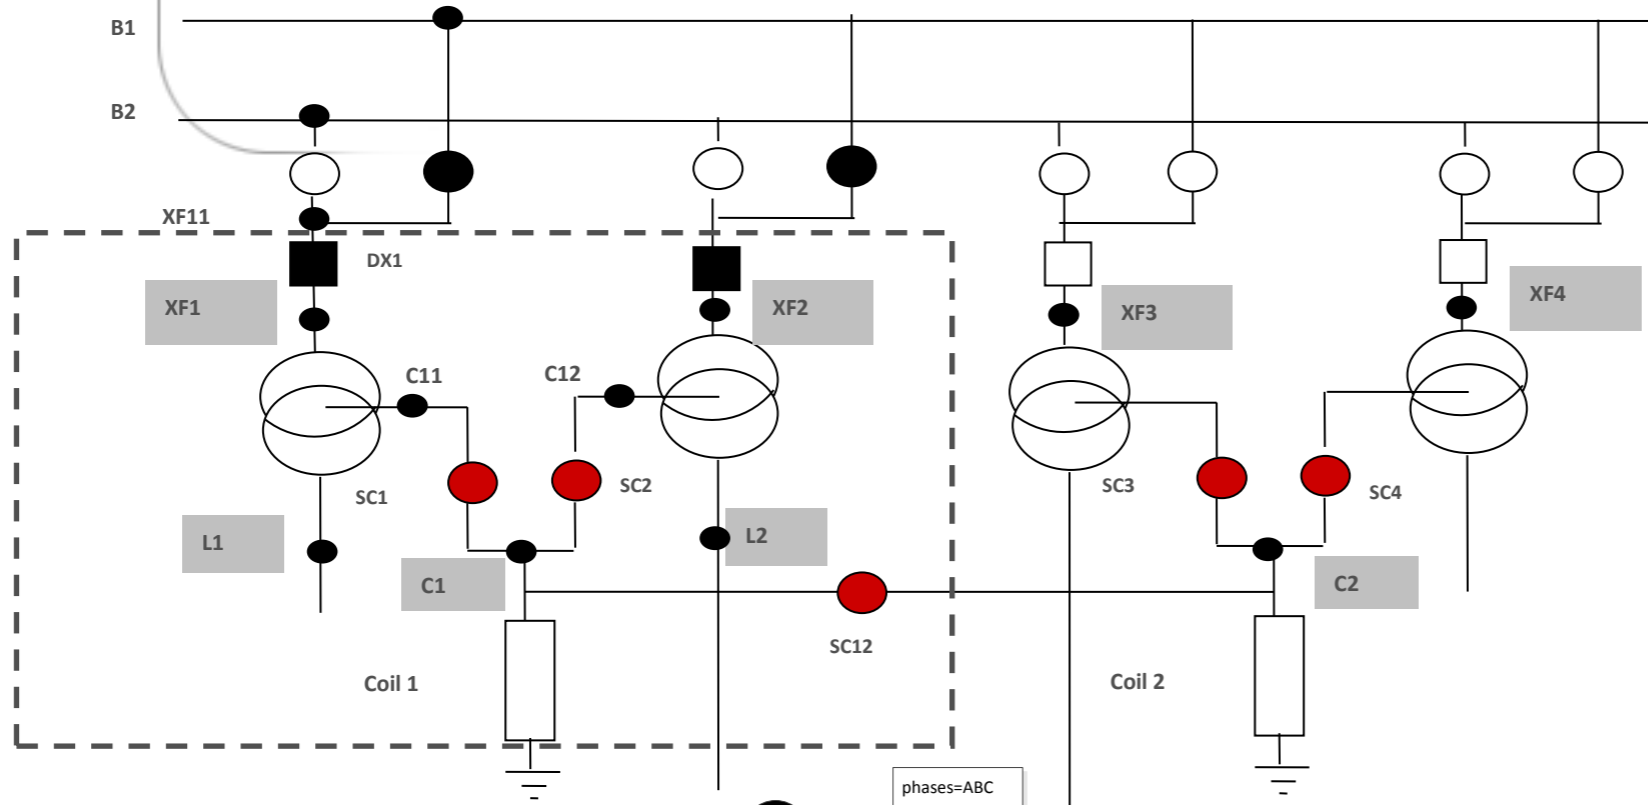 B1
B2
XF11
DX1
XF1
XF2
XF3
XF4
C11
C12
SC1
SC2
SC3
SC4
L1
L2
C1
C2
SC12
Coil 1
Coil 2
phases=ABC